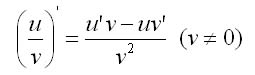 (u/v)' = (u'v − uv')/v² (v ≠ 0)